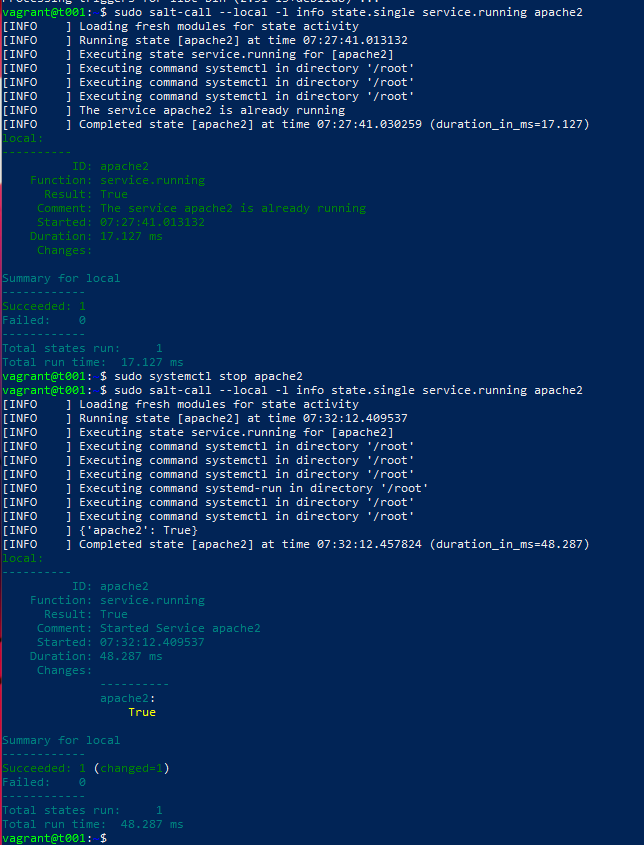 vagrant@t001:~$ sudo salt-call --local -l info state.single service.running apache2
[INFO    ] Loading fresh modules for state activity
[INFO    ] Running state [apache2] at time 07:27:41.013132
[INFO    ] Executing state service.running for [apache2]
[INFO    ] Executing command systemctl in directory '/root'
[INFO    ] Executing command systemctl in directory '/root'
[INFO    ] Executing command systemctl in directory '/root'
[INFO    ] The service apache2 is already running
[INFO    ] Completed state [apache2] at time 07:27:41.030259 (duration_in_ms=17.127)
local:
----------
          ID: apache2
    Function: service.running
      Result: True
     Comment: The service apache2 is already running
     Started: 07:27:41.013132
    Duration: 17.127 ms
     Changes:
Summary for local
------------
Succeeded: 1
Failed:    0
------------
Total states run:     1
Total run time:  17.127 ms
vagrant@t001:~$ sudo systemctl stop apache2
vagrant@t001:~$ sudo salt-call --local -l info state.single service.running apache2
[INFO    ] Loading fresh modules for state activity
[INFO    ] Running state [apache2] at time 07:32:12.409537
[INFO    ] Executing state service.running for [apache2]
[INFO    ] Executing command systemctl in directory '/root'
[INFO    ] Executing command systemctl in directory '/root'
[INFO    ] Executing command systemctl in directory '/root'
[INFO    ] Executing command systemd-run in directory '/root'
[INFO    ] Executing command systemctl in directory '/root'
[INFO    ] Executing command systemctl in directory '/root'
[INFO    ] {'apache2': True}
[INFO    ] Completed state [apache2] at time 07:32:12.457824 (duration_in_ms=48.287)
local:
----------
          ID: apache2
    Function: service.running
      Result: True
     Comment: Started Service apache2
     Started: 07:32:12.409537
    Duration: 48.287 ms
     Changes:
              ----------
              apache2:
                  True
Summary for local
------------
Succeeded: 1 (changed=1)
Failed:    0
------------
Total states run:     1
Total run time:  48.287 ms
vagrant@t001:~$